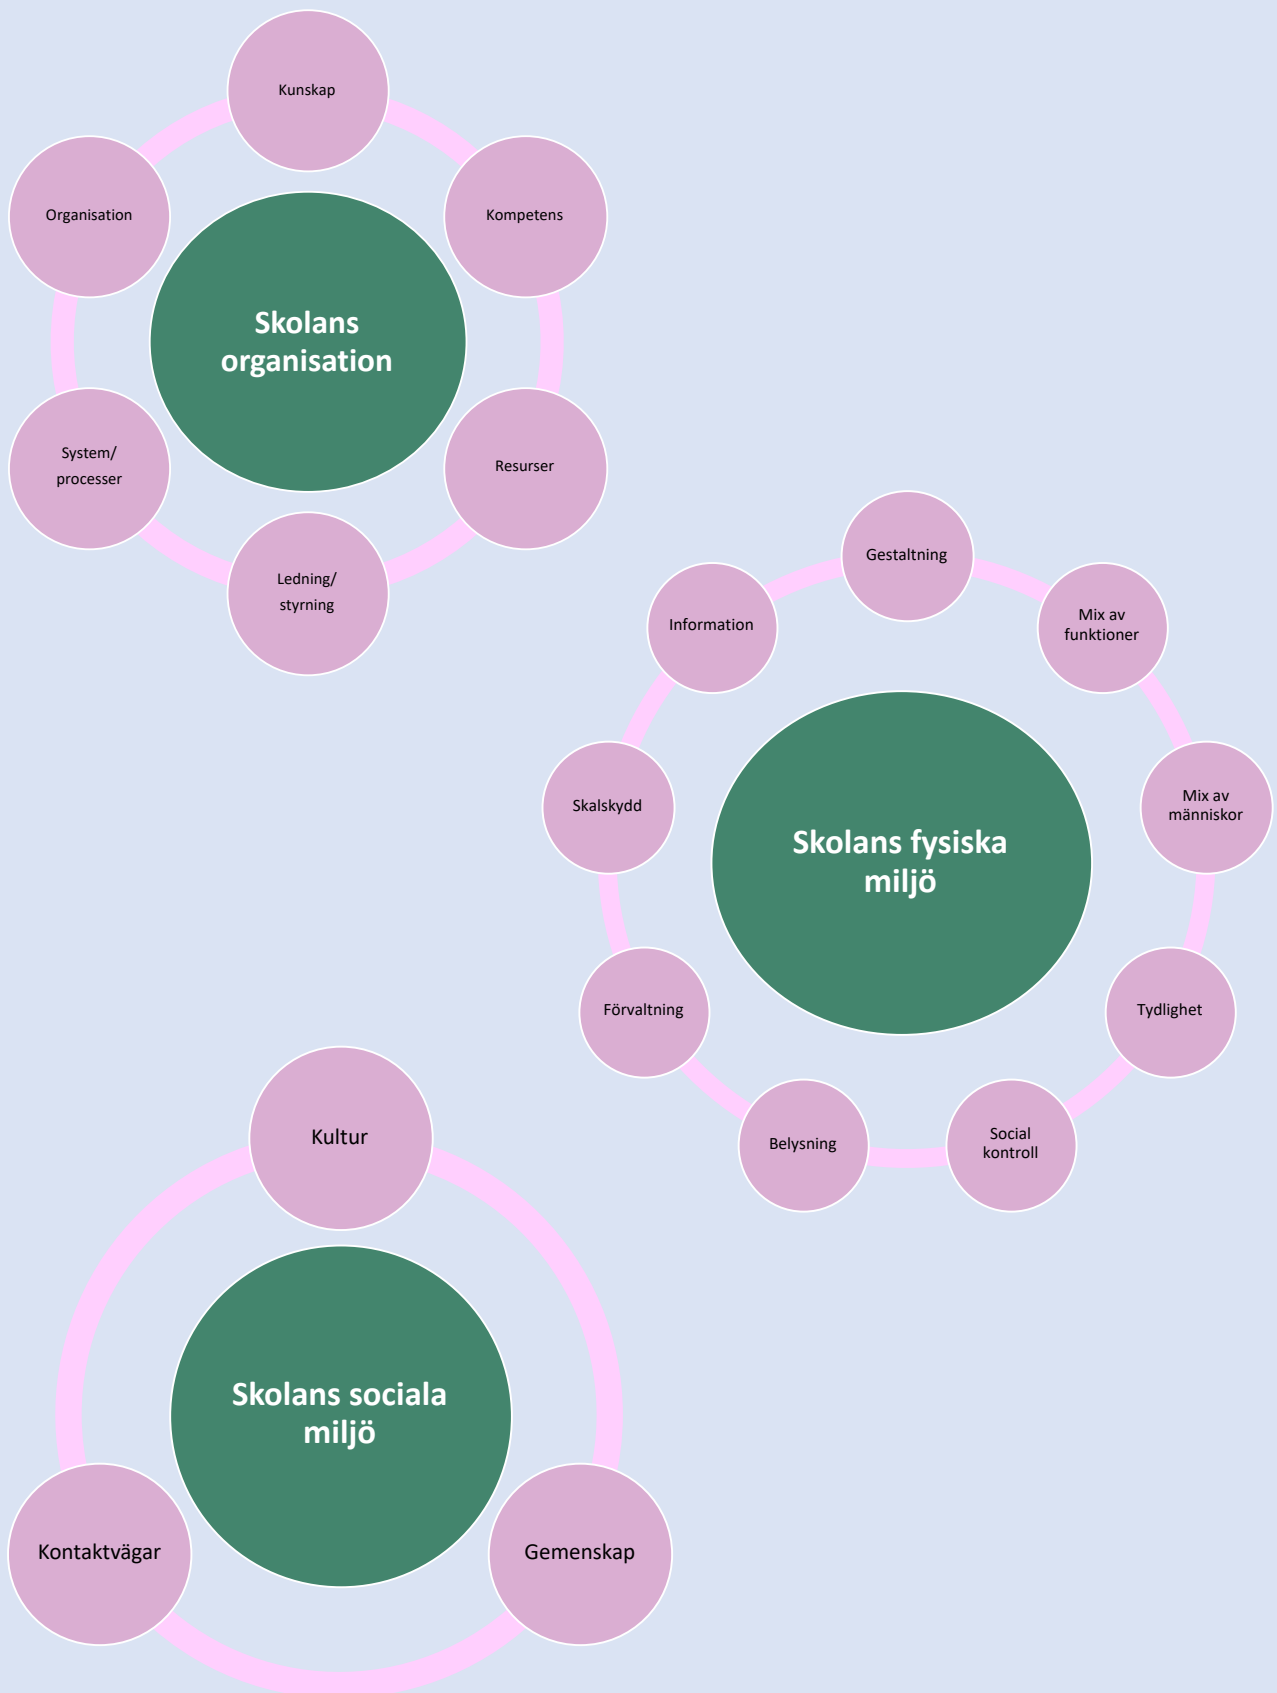 Kunskap
Organisation
Kompetens
Skolans
organisation
System/
processer
Resurser
Ledning/
styrning
Gestaltning
Information
Mix av
funktioner
Skalskydd
Mix av
människor
Skolans fysiska
miljö
Förvaltning
Tydlighet
Belysning
Social
kontroll
Kultur
Skolans sociala
miljö
Kontaktvägar
Gemenskap